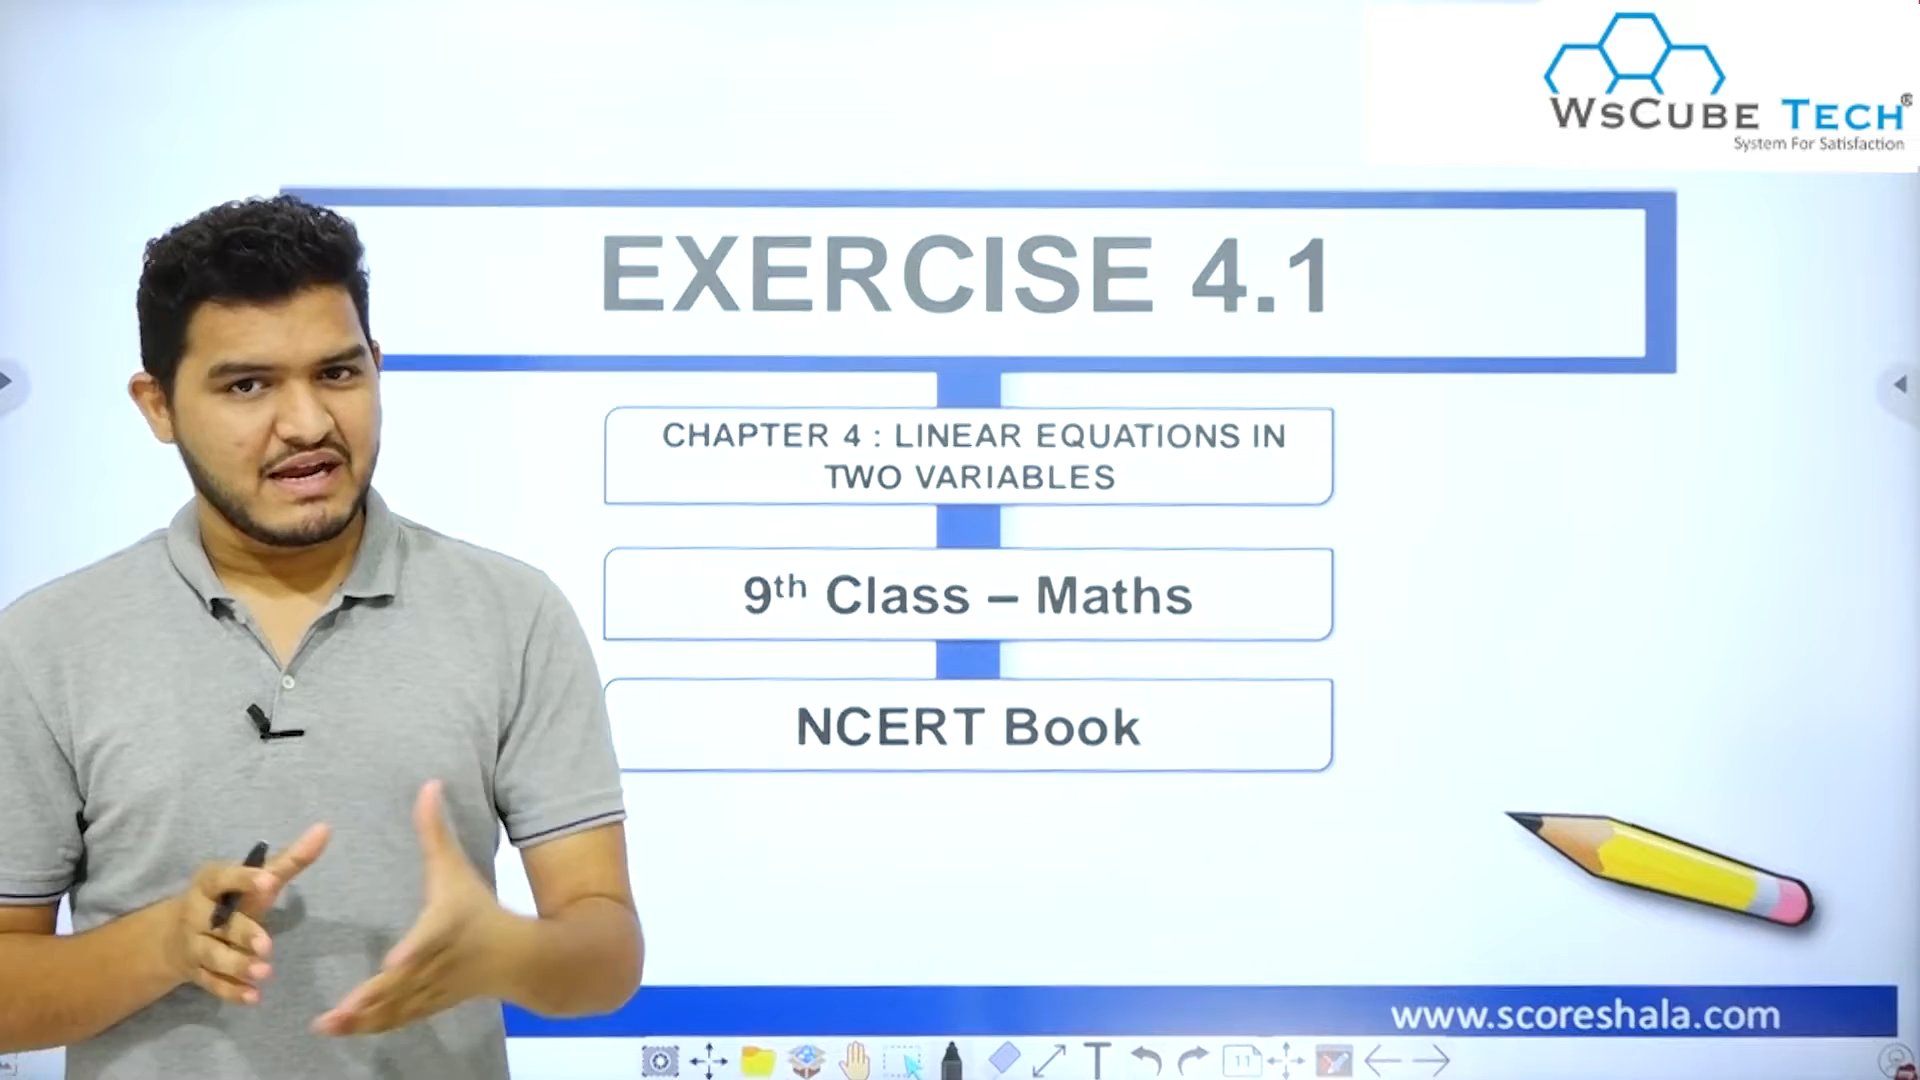 WSCUBE TECH®
System For Satisfaction
EXERCISE 4.1
CHAPTER 4 : LINEAR EQUATIONS IN
TWO VARIABLES
9th Class – Maths
NCERT Book
www.scoreshala.com
T
11